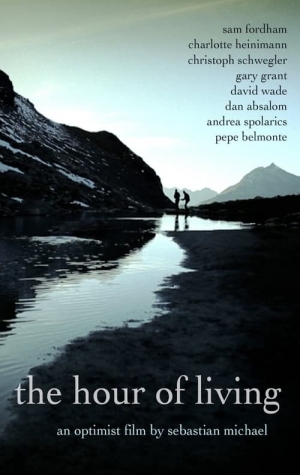 sam fordham
charlotte heinimann
christoph schwegler
gary grant
david wade
dan absalom
andrea spolarics
pepe belmonte
the hour of living
an optimist film by sebastian michael